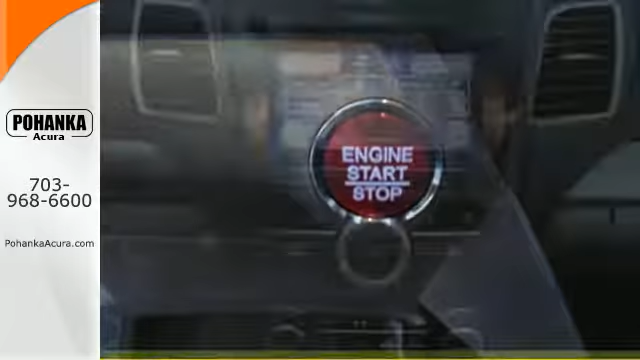 POHANKA
Acura
703-
968-6600
PohankaAcura.com
ENGINE
START
STOP